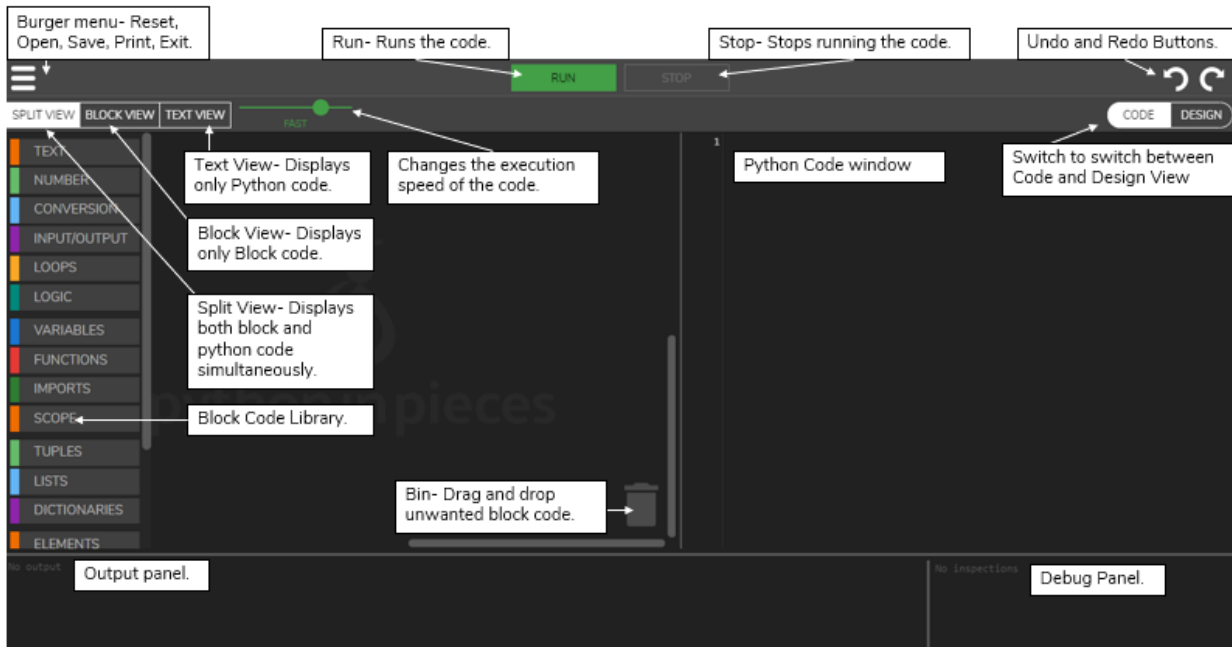 Burger menu- Reset,
Open, Save, Print, Exit.
Run- Runs the code.
Stop- Stops running the code.
Undo and Redo Buttons.
RUN
STOP
SPLIT VIEW
BLOCK VIEW
TEXT VIEW
FAST
CODE
DESIGN
TEXT
NUMBER
CONVERSION
INPUT/OUTPUT
LOOPS
LOGIC
VARIABLES
FUNCTIONS
IMPORTS
SCOPE
TUPLES
LISTS
DICTIONARIES
ELEMENTS
Text View- Displays
only Python code.
Block View- Displays
only Block code.
Split View- Displays
both block and
python code
simultaneously.
Block Code Library.
Changes the execution
speed of the code.
python in pieces
Bin- Drag and drop
unwanted block code.
1
Python Code window
Switch to switch between
Code and Design View
No output
Output panel.
No inspections
Debug Panel.